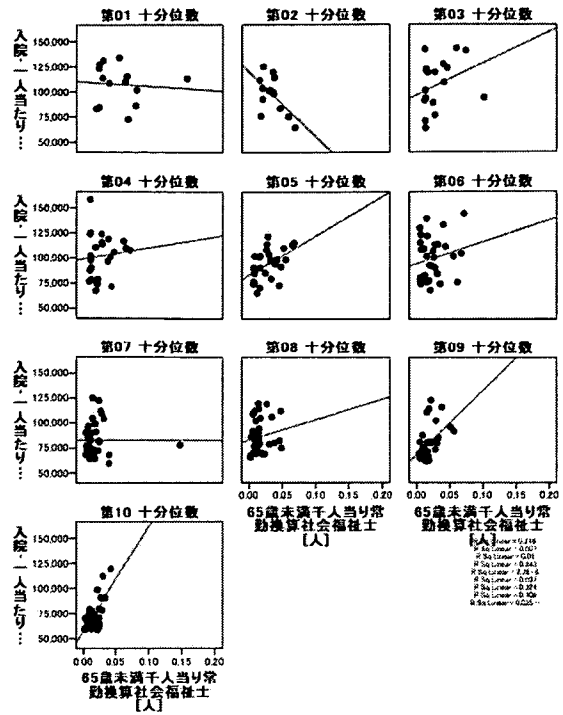 第01 十分位数
第02 十分位数
第03 十分位数
入院,一人当たり…
150,000
125,000
100,000
75,000
50,000
第04 十分位数
第05 十分位数
第06 十分位数
入院,一人当たり…
150,000
125,000
100,000
75,000
50,000
第07 十分位数
第08 十分位数
第09 十分位数
入院,一人当たり…
150,000
125,000
100,000
75,000
50,000
0.00 0.05 0.10 0.15 0.20
0.00 0.05 0.10 0.15 0.20
65歳未満千人当り常
勤換算社会福祉士
[人]
65歳未満千人当り常
勤換算社会福祉士
[人]
第10 十分位数
入院,一人当たり…
150,000
125,000
100,000
75,000
50,000
0.00 0.05 0.10 0.15 0.20
65歳未満千人当り常
勤換算社会福祉士
[人]